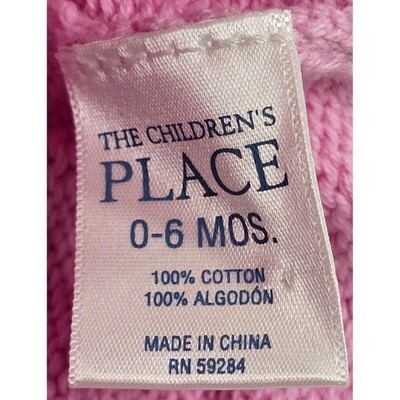 THE CHILDREN'S
PLACE
0-6 MOS.
100% COTTON
100% ALGODÓN
MADE IN CHINA
RN 59284